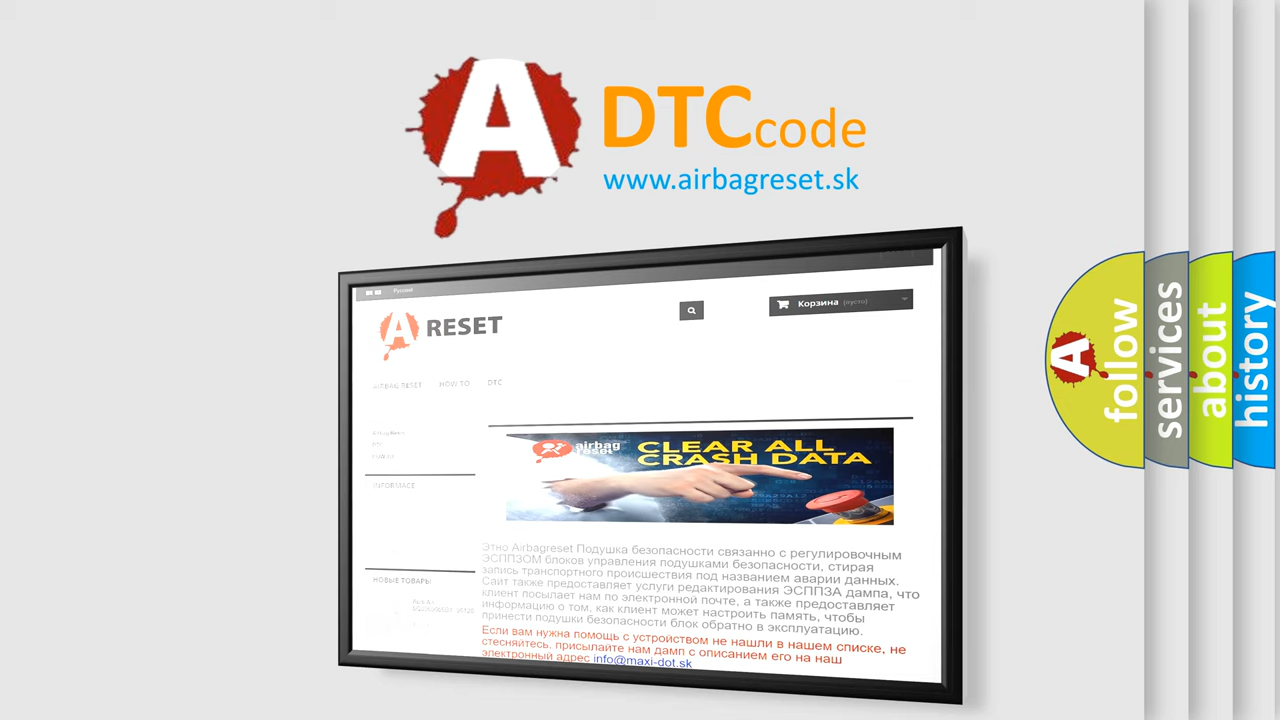 A DTC code
www.airbagreset.sk
Русский
A RESET
Корзина (пусто)
AIRBAG RESET HOW TO DTC
DTC
INFORMACE
airbag
reset
CLEAR ALL
CRASH DATA
Этно Airbagreset Подушка безопасности связанно с регулировочным
ЭСППЗОМ блоков управления подушками безопасности, стирая
запись транспортного происшествия под названием аварии данных.
Сайт также предоставляет услуги редактирования ЭСППЗА дампа, что
клиент посылает нам по электронной почте, а также предоставляет
информацию о том, как клиент может настроить память, чтобы
принести подушки безопасности блок обратно в эксплуатацию.
Если вам нужна помощь с устройством не нашли в нашем списке, не
стесняйтесь, присылайте нам дамп с описанием его на наш
электронный адрес info@maxi-dot.sk
НОВЫЕ ТОВАРЫ
A
follow
services
about
history